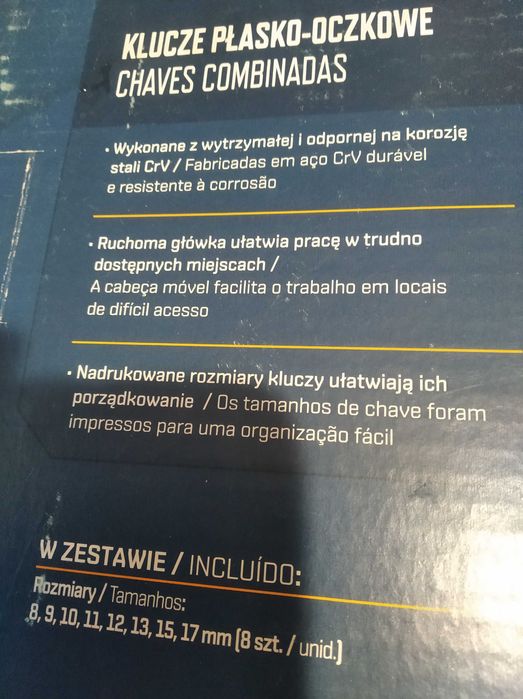 KLUCZE PŁASKO-OCZKOWE
CHAVES COMBINADAS
• Wykonane z wytrzymałej i odpornej na korozję
stali CrV / Fabricadas em aço CrV durável
e resistente à corrosão
• Ruchoma główka ułatwia pracę w trudno
dostępnych miejscach /
A cabeça móvel facilita o trabalho em locais
de difícil acesso
• Nadrukowane rozmiary kluczy ułatwiają ich
porządkowanie / Os tamanhos de chave foram
impressos para uma organização fácil
W ZESTAWIE / INCLUÍDO:
Rozmiary / Tamanhos:
8, 9, 10, 11, 12, 13, 15, 17 mm (8 szt. / unid.)